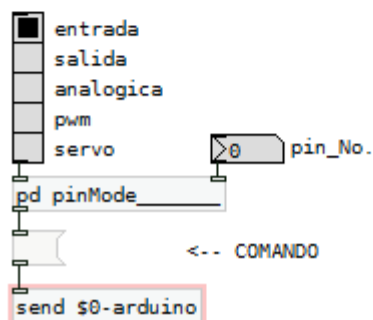 entrada
salida
analogica
pwm
servo
0 pin_No.
pd pinMode_______
<-- COMANDO
send $0-arduino